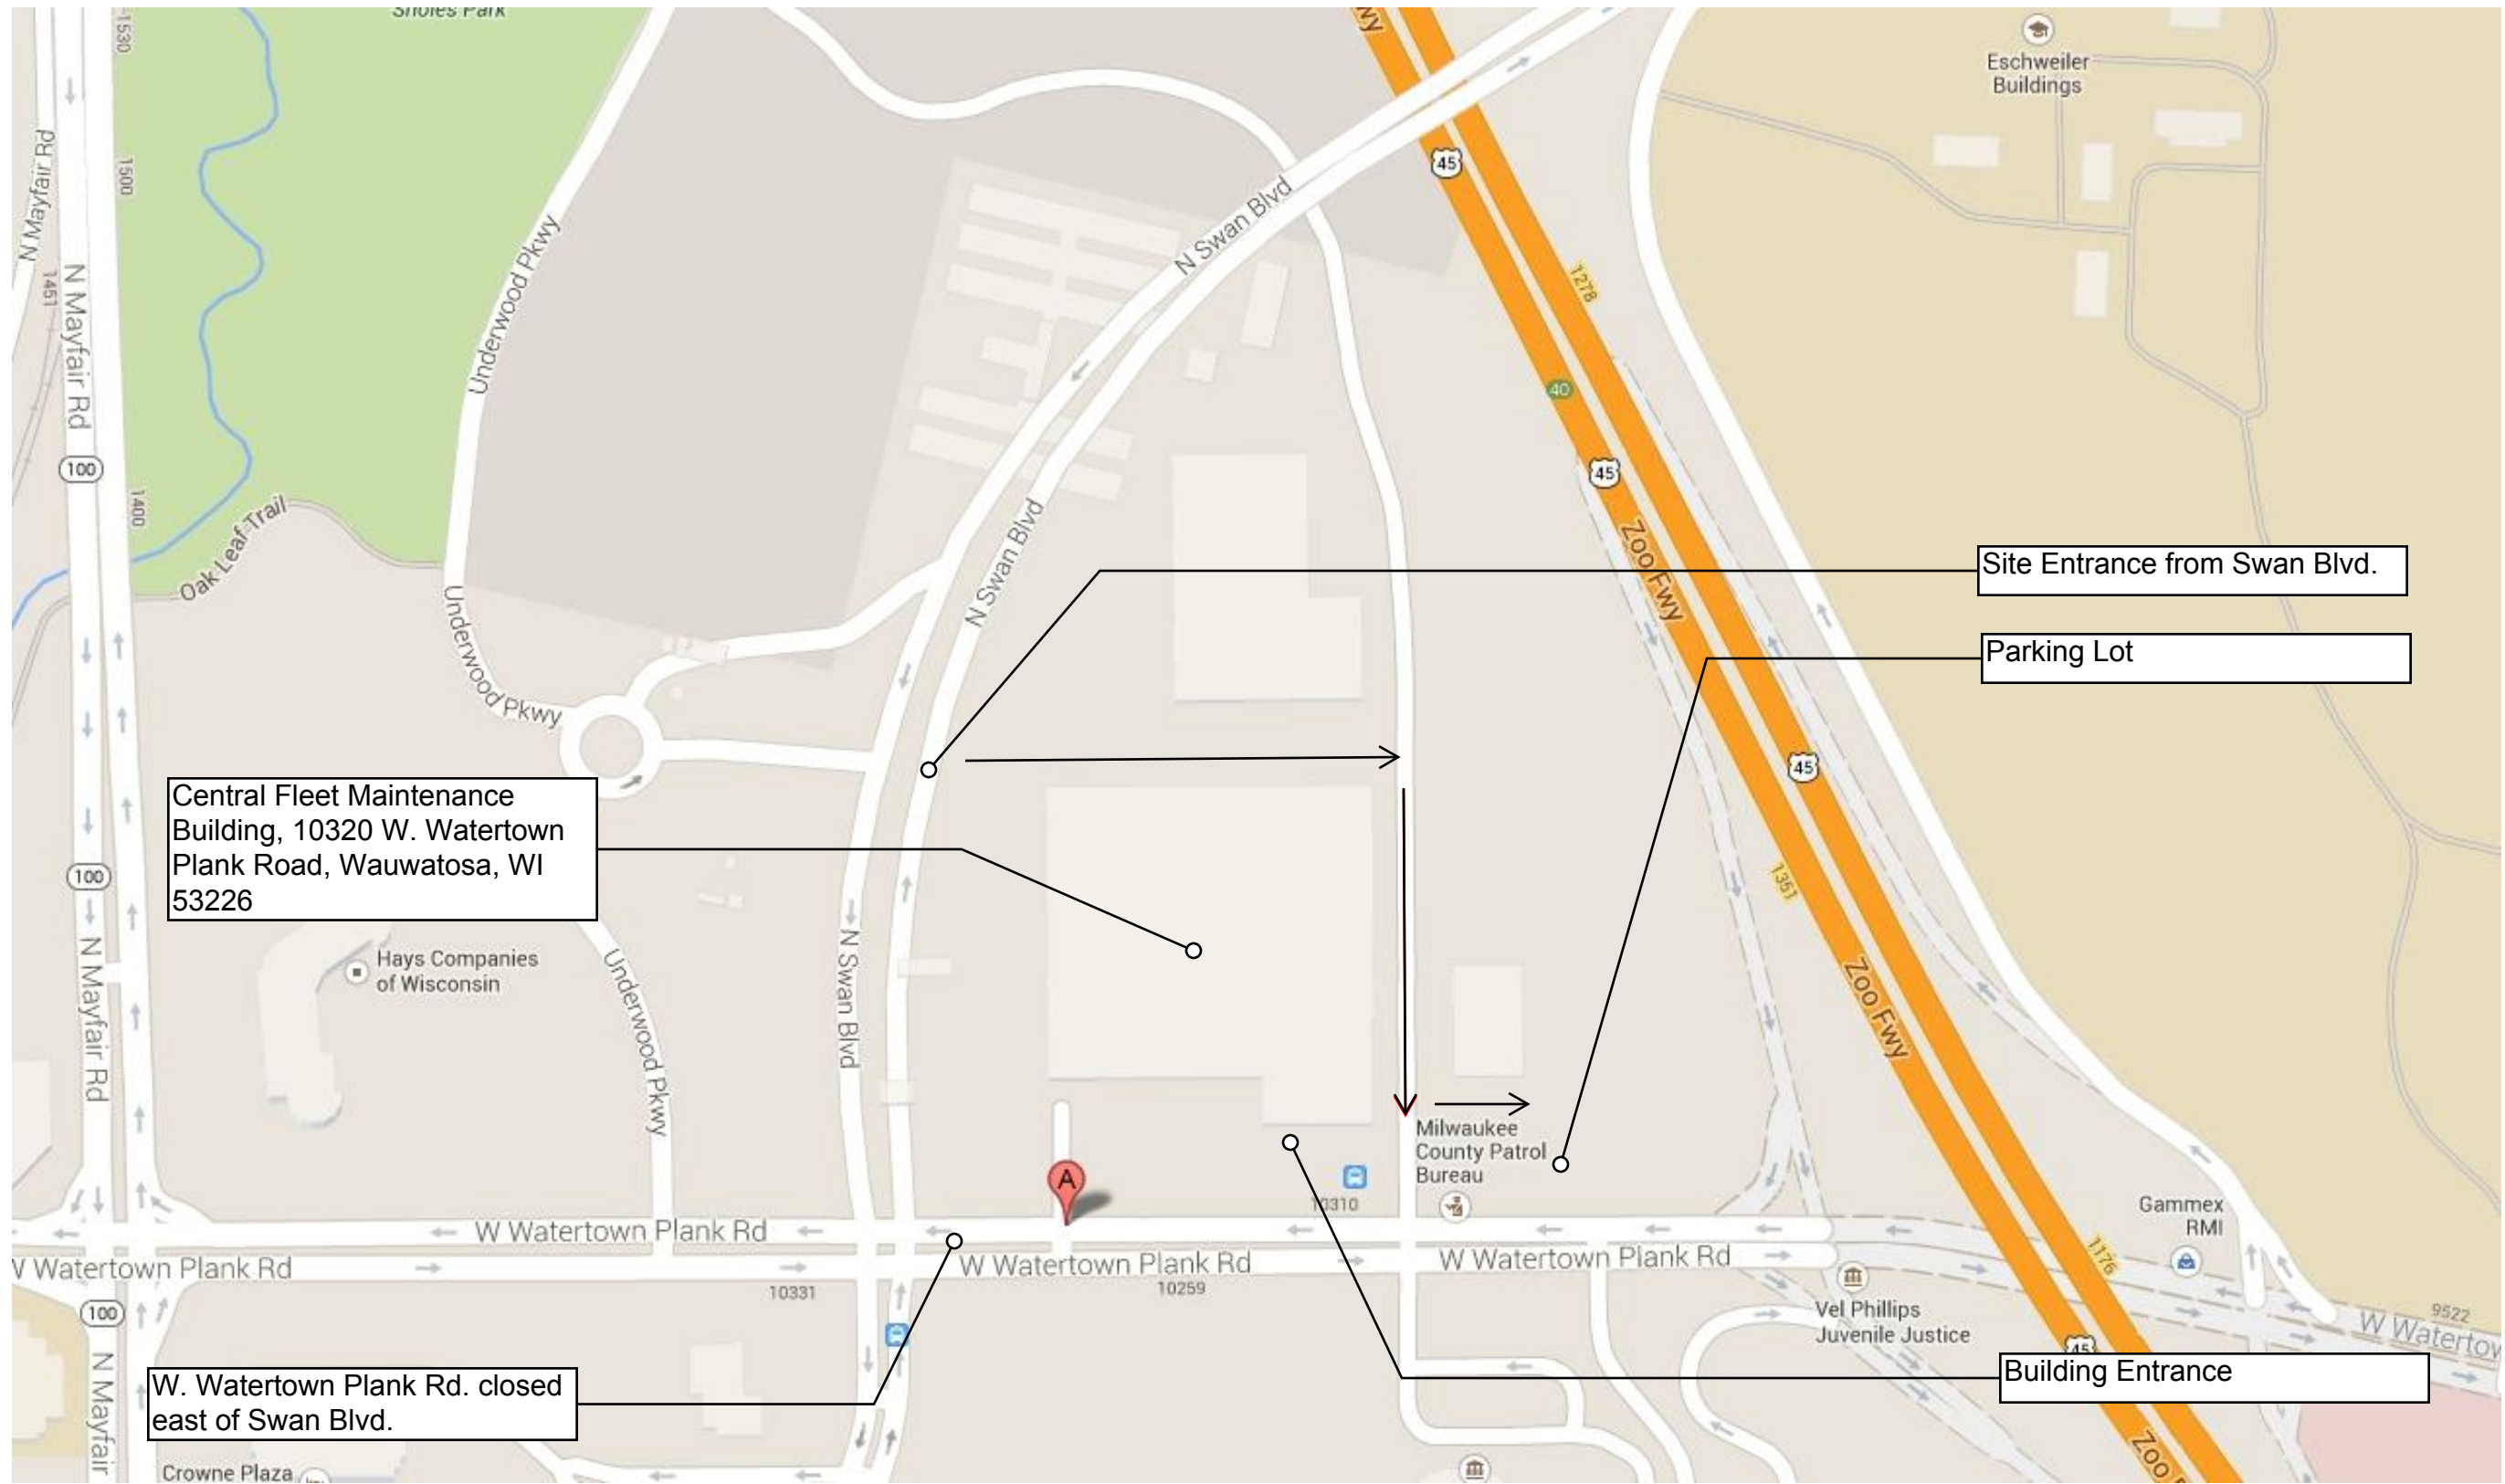 Sholes Park
1530
wy
Eschweiler
Buildings
N Mayfair Rd
1500
45
N Swan Blvd
1451
N Mayfair Rd
Underwood Pkwy
1278
40
100
1400
45
Oak Leaf Trail
N Swan Blvd
Zoo Fwy
Site Entrance from Swan Blvd.
Underwood Pkwy
Parking Lot
45
Central Fleet Maintenance
Building, 10320 W. Watertown
Plank Road, Wauwatosa, WI
53226
100
1351
N Mayfair Rd
Hays Companies
of Wisconsin
Underwood Pkwy
N Swan Blvd
Zoo Fwy
Milwaukee
County Patrol
Bureau
A
10310
Gammex
RMI
W Watertown Plank Rd
W Watertown Plank Rd
W Watertown Plank Rd
W Watertown Plank Rd
10331
10259
1176
100
Vel Phillips
Juvenile Justice
9522
W Watertow
45
N Mayfair
W. Watertown Plank Rd. closed
east of Swan Blvd.
Building Entrance
Zoo F
Crowne Plaza